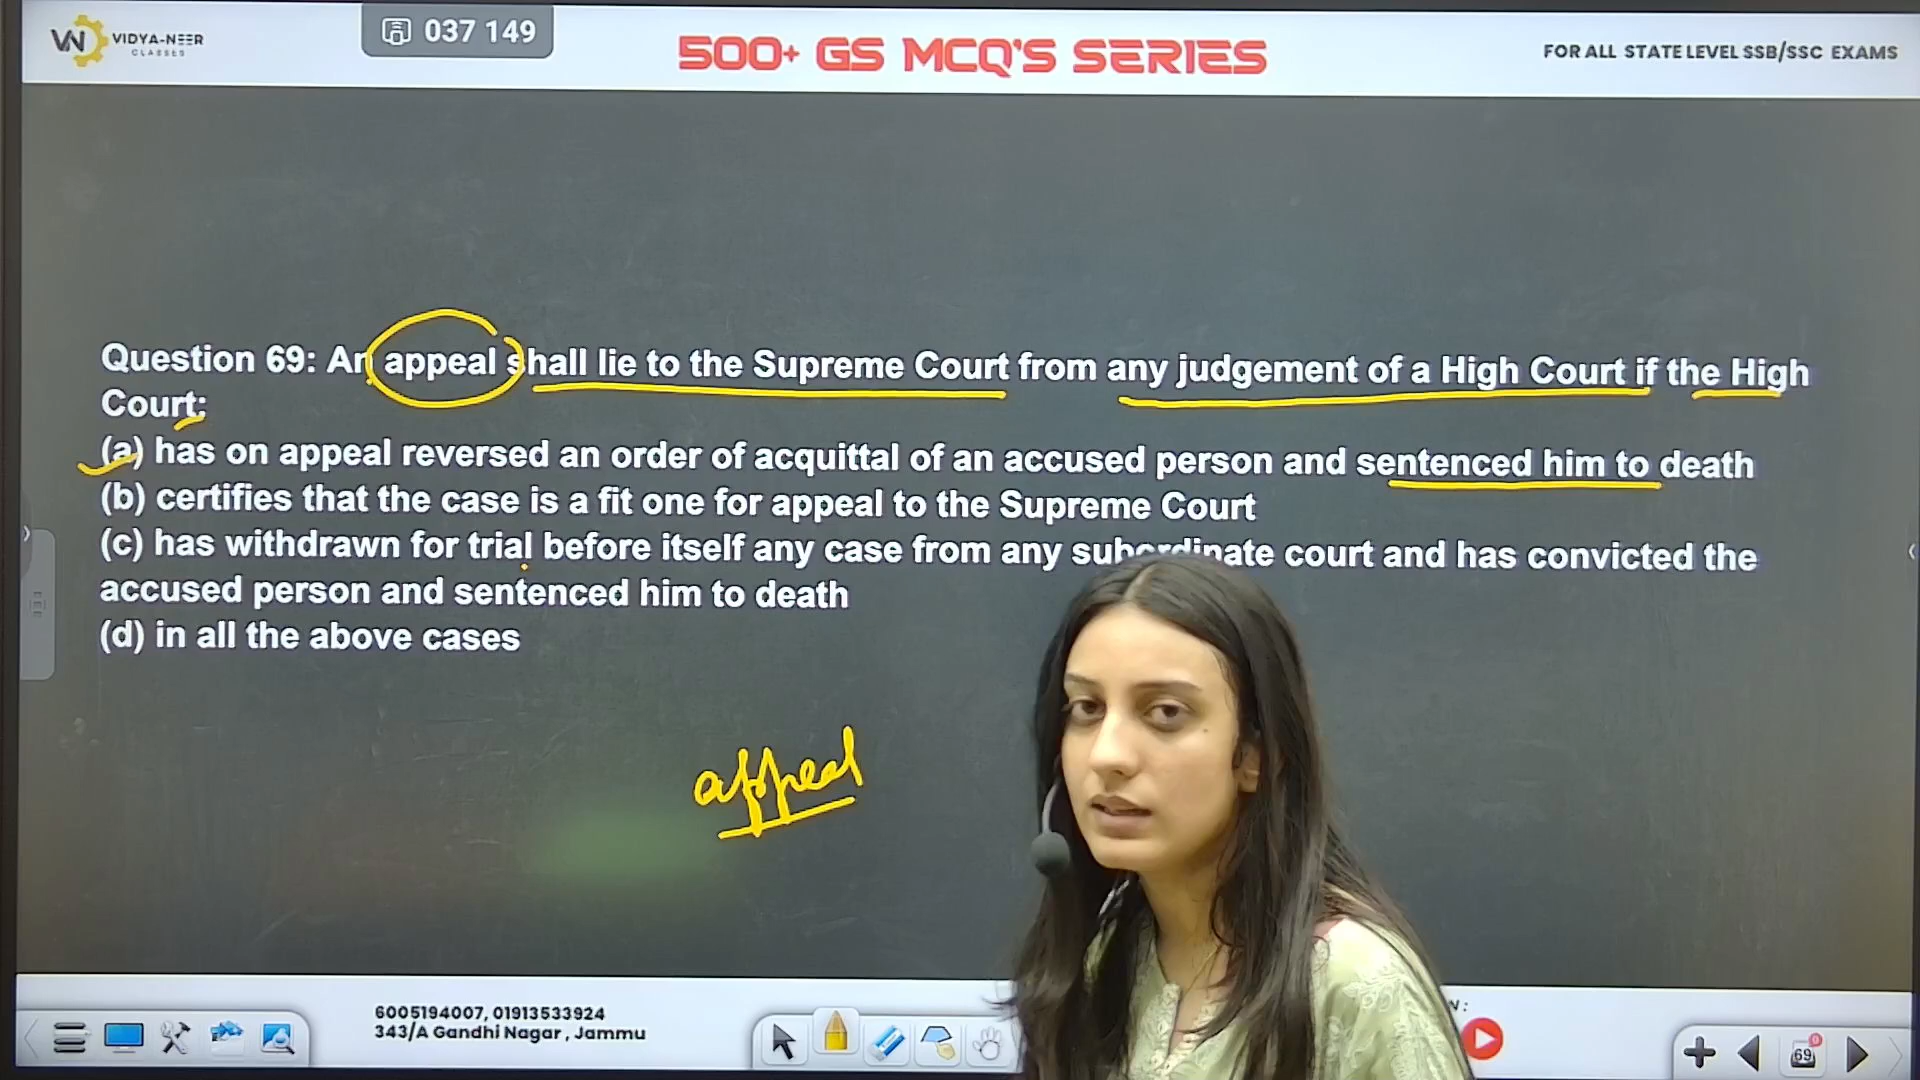 VN VIDYA-NEER
CLASSES
037 149
500+ GS MCQ'S SERIES
FOR ALL STATE LEVEL SSB/SSC EXAMS
Question 69: An appeal shall lie to the Supreme Court from any judgement of a High Court if the High
Court:
(a) has on appeal reversed an order of acquittal of an accused person and sentenced him to death
(b) certifies that the case is a fit one for appeal to the Supreme Court
(c) has withdrawn for trial before itself any case from any subordinate court and has convicted the
accused person and sentenced him to death
(d) in all the above cases
appeal
6005194007, 01913533924
343/A Gandhi Nagar, Jammu
69